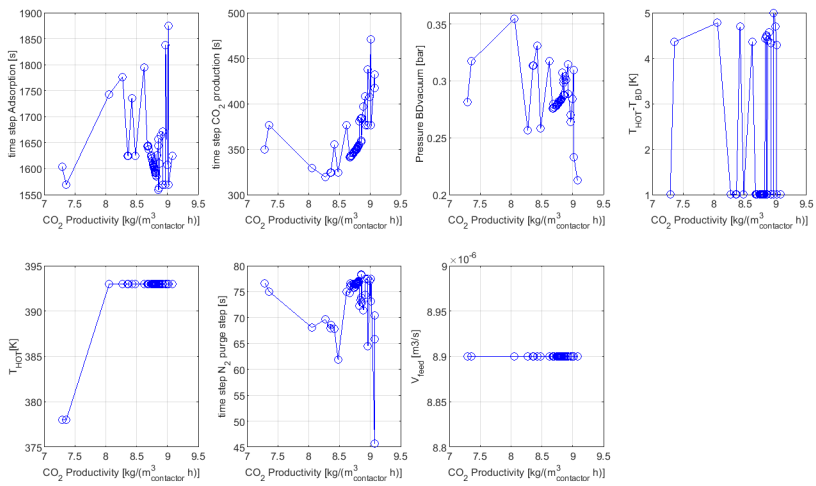 time step Adsorption [s]
1900
1850
1800
1750
1700
1650
1600
1550
7 7.5 8 8.5 9 9.5
CO2 Productivity [kg/(m3contactor h]
time step CO2 production [s]
500
450
400
350
300
7 7.5 8 8.5 9 9.5
CO2 Productivity [kg/(m3contactor h]
Pressure BDvacuum [bar]
0.35
0.3
0.25
0.2
7 7.5 8 8.5 9 9.5
CO2 Productivity [kg/(m3contactor h]
THOT-TBD [K]
5
4
3
2
1
7 7.5 8 8.5 9 9.5
CO2 Productivity [kg/(m3contactor h)
THOT[K]
395
390
385
380
375
7 7.5 8 8.5 9 9.5
CO2 Productivity [kg/(m3contactor h]
time step N2 purge step [s]
80
75
70
65
60
55
50
45
7 7.5 8 8.5 9 9.5
CO2 Productivity [kg/(m3contactor h]
Vfeed [m3/s]
9 × 10-6
8.95
8.9
8.85
8.8
7 7.5 8 8.5 9 9.5
CO2 Productivity [kg/(m3contactor h]